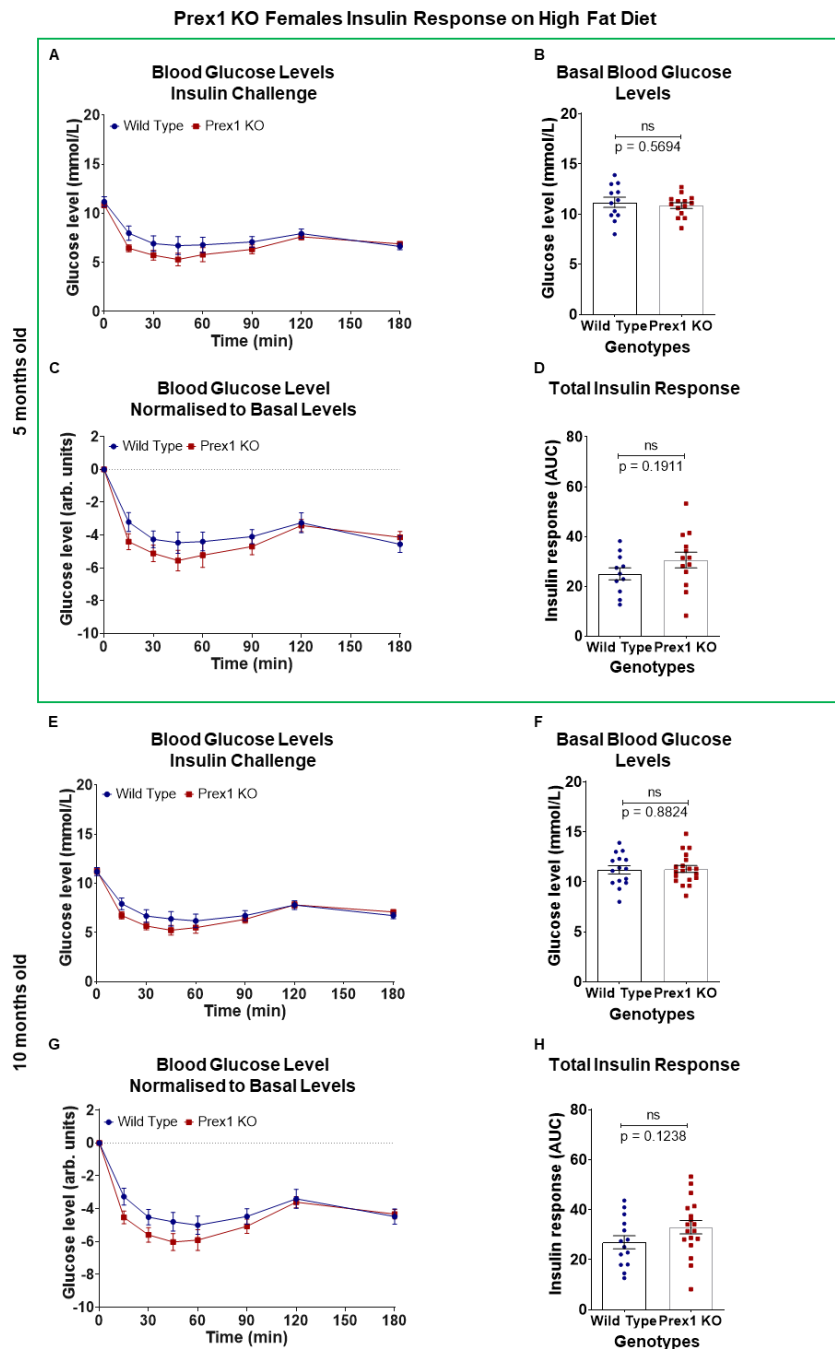 Prex1 KO Females Insulin Response on High Fat Diet
5 months old
A
Blood Glucose Levels
Insulin Challenge
Wild Type Prex1 KO
Glucose level (mmol/L)
20
15
10
5
0
0 30 60 90 120 150 180
Time (min)
B
Basal Blood Glucose
Levels
ns
p = 0.5694
Glucose level (mmol/L)
20
15
10
5
0
Wild Type Prex1 KO
Genotypes
C
Blood Glucose Level
Normalised to Basal Levels
Wild Type Prex1 KO
Glucose level (arb. units)
2
0
-2
-4
-6
-8
-10
0 30 60 90 120 150 180
Time (min)
D
Total Insulin Response
ns
p = 0.1911
Insulin response (AUC)
80
60
40
20
0
Wild Type Prex1 KO
Genotypes
10 months old
E
Blood Glucose Levels
Insulin Challenge
Wild Type Prex1 KO
Glucose level (mmol/L)
20
15
10
5
0
0 30 60 90 120 150 180
Time (min)
F
Basal Blood Glucose
Levels
ns
p = 0.8824
Glucose level (mmol/L)
20
15
10
5
0
Wild Type Prex1 KO
Genotypes
G
Blood Glucose Level
Normalised to Basal Levels
Wild Type Prex1 KO
Glucose level (arb. units)
2
0
-2
-4
-6
-8
-10
0 30 60 90 120 150 180
Time (min)
H
Total Insulin Response
ns
p = 0.1238
Insulin response (AUC)
80
60
40
20
0
Wild Type Prex1 KO
Genotypes